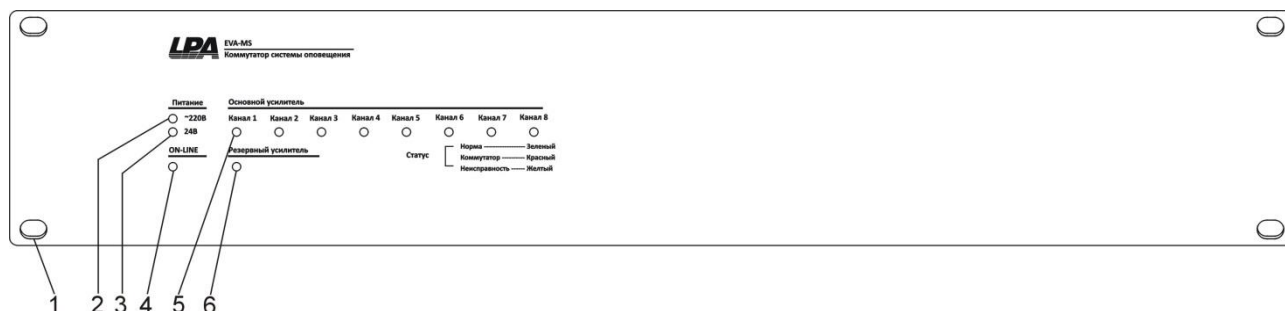 LPA EVA-MS
Коммутатор системы оповещения
Питание Основной усилитель
~220В Канал 1 Канал 2 Канал 3 Канал 4 Канал 5 Канал 6 Канал 7 Канал 8
24В
ON-LINE Резервный усилитель
Статус
Норма Зеленый
Коммутатор Красный
Неисправность Желтый
1 2 3 4 5 6